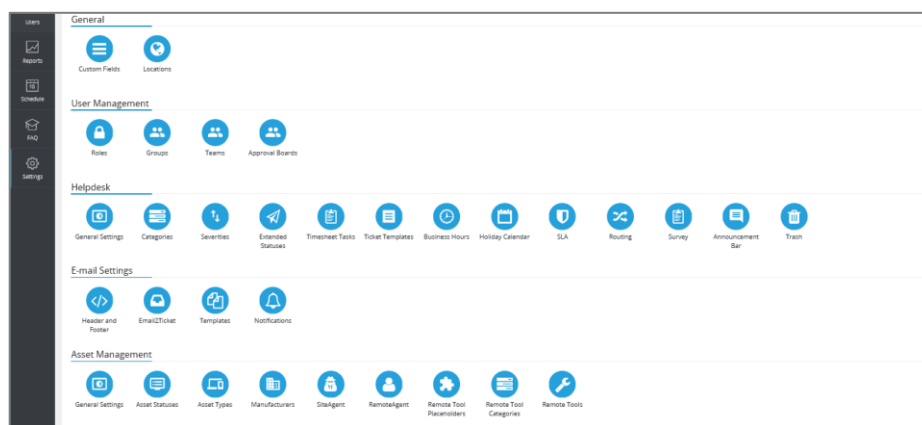 Users
Reports
Schedule
FAQ
Settings
General
Custom Fields Locations
User Management
Roles Groups Teams Approval Boards
Helpdesk
General Settings Categories Severities Extended Statuses Timesheet Tasks Ticket Templates Business Hours Holiday Calendar SLA Routing Survey Announcement Bar Trash
E-mail Settings
Header and Footer Email2Ticket Templates Notifications
Asset Management
General Settings Asset Statuses Asset Types Manufacturers SiteAgent RemoteAgent Remote Tool Placeholders Remote Tool Categories Remote Tools